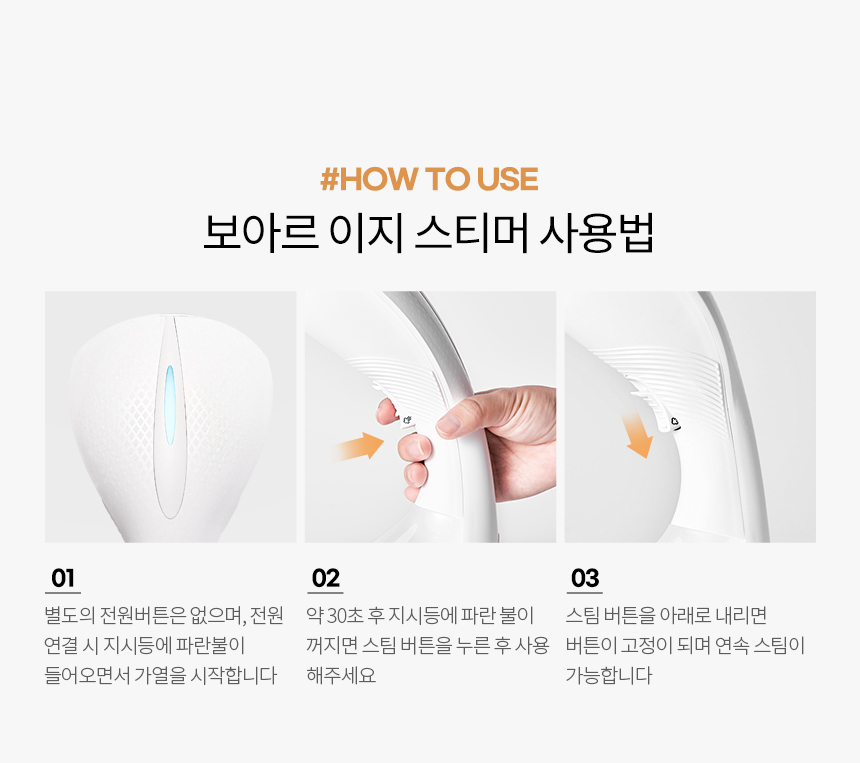 #HOW TO USE
보아르 이지 스티머 사용법
01
별도의 전원버튼은 없으며, 전원
연결 시 지시등에 파란불이
들어오면서 가열을 시작합니다
02
약 30초 후 지시등에 파란 불이
꺼지면 스팀 버튼을 누른 후 사용
해주세요
03
스팀 버튼을 아래로 내리면
버튼이 고정이 되며 연속 스팀이
가능합니다